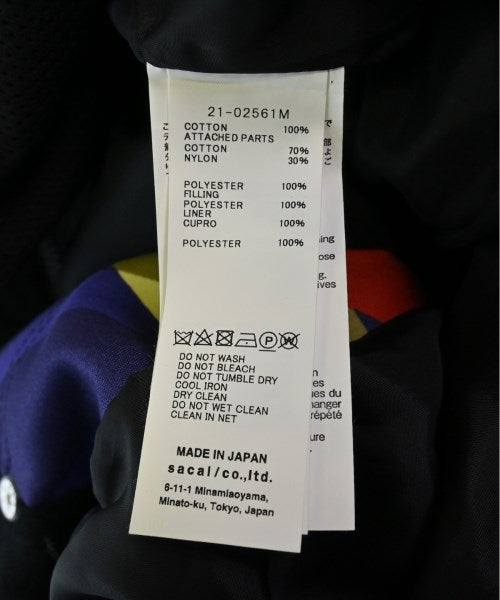 21-02561M
COTTON 100%
ATTACHED PARTS
COTTON 70%
NYLON 30%
POLYESTER 100%
FILLING
POLYESTER 100%
LINER
CUPRO 100%
POLYESTER 100%
DO NOT WASH
DO NOT BLEACH
DO NOT TUMBLE DRY
COOL IRON
DRY CLEAN
DO NOT WET CLEAN
CLEAN IN NET
MADE IN JAPAN
sacai/co.,ltd.
6-11-1 Minamiaoyama,
Minato-ku, Tokyo, Japan
répété